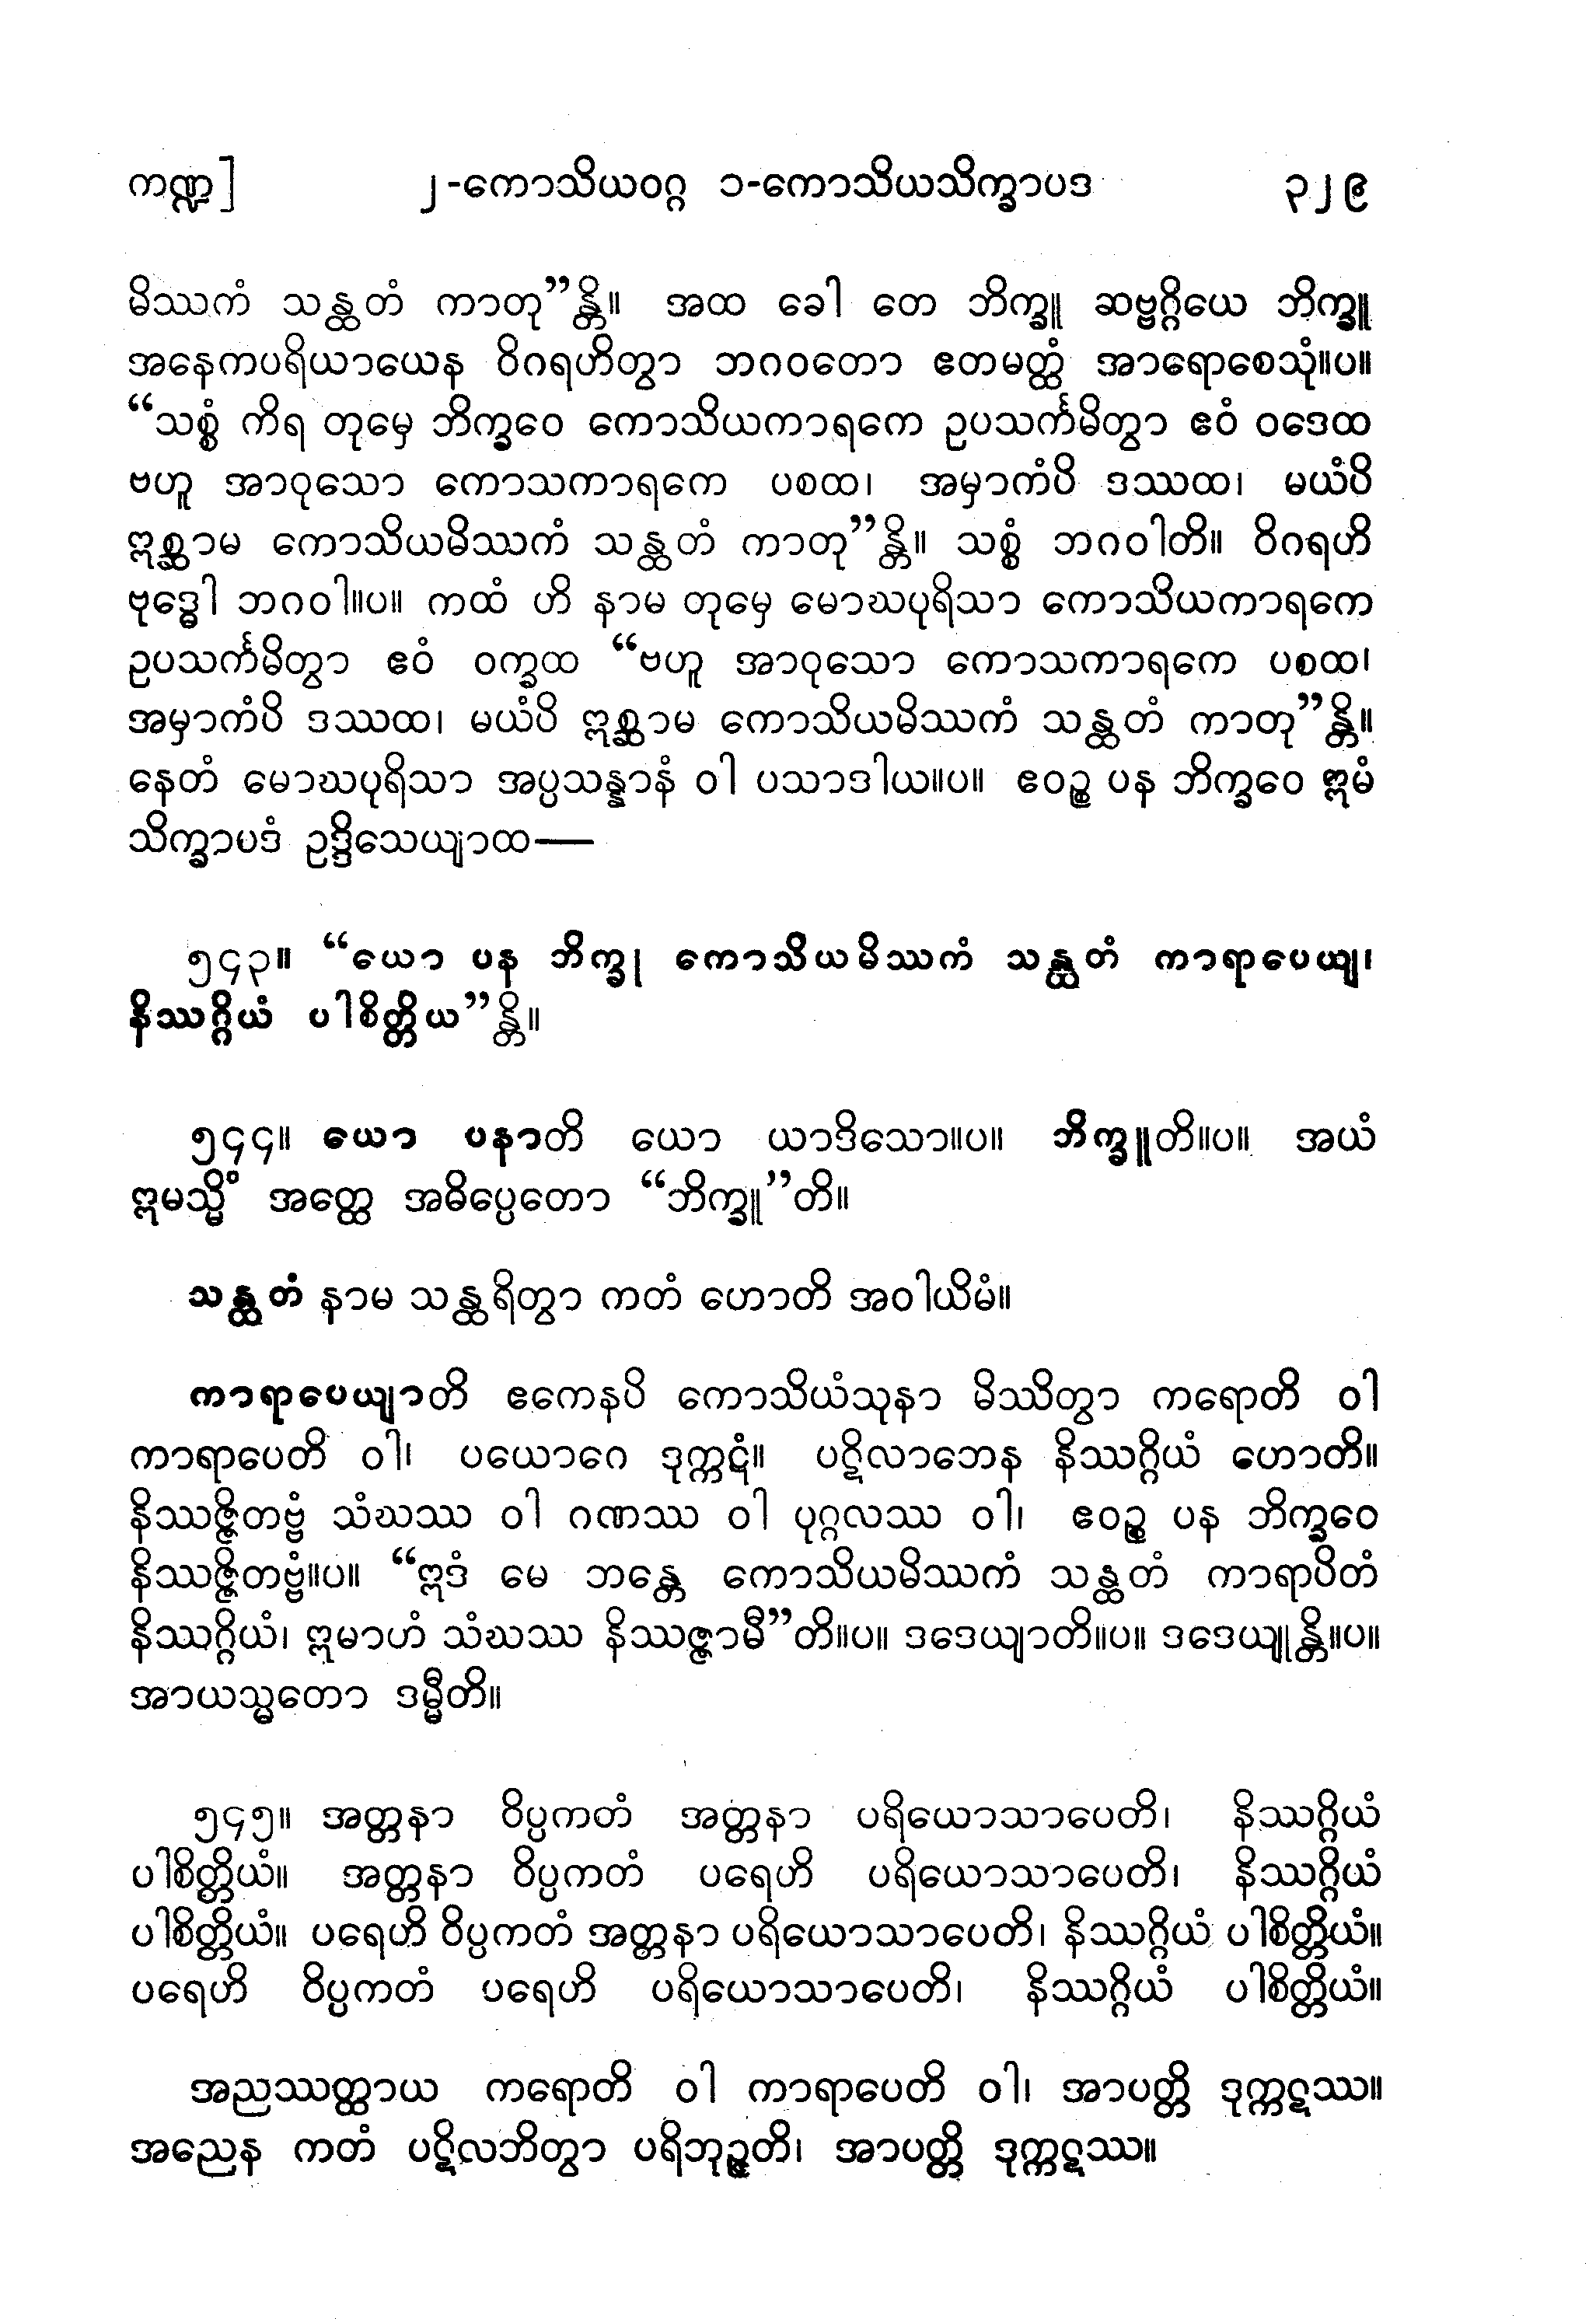 ကဏ္ဍ] ၂-ကောသိယဝဂ္ဂ ၁-ကောသိယသိက္ခာပဒ ၃၂၉
မိဿကံ သန္ထတံ ကာတု”န္တိ။ အထ ခေါ တေ ဘိက္ခူ ဆဗ္ဗဂ္ဂိယေ ဘိက္ခူ
အနေကပရိယာယေန ဝိဂရဟိတွာ ဘဂဝတော ဧတမတ္ထံ အာရောစေသုံ။ပ။
“သစ္စံ ကိရ တုမှေ ဘိက္ခဝေ ကောသိယကာရကေ ဥပသင်္ကမိတွာ ဧဝံ ဝဒေထ
ဗဟူ အာဝုသော ကောသကာရကေ ပစထ၊ အမှာကံပိ ဒဿထ၊ မယံပိ
ဣစ္ဆာမ ကောသိယမိဿကံ သန္ထတံ ကာတု”န္တိ။ သစ္စံ ဘဂဝါတိ။ ဝိဂရဟိ
ဗုဒ္ဓေါ ဘဂဝါ။ပ။ ကထံ ဟိ နာမ တုမှေ မောဃပုရိသာ ကောသိယကာရကေ
ဥပသင်္ကမိတွာ ဧဝံ ဝက္ခထ “ဗဟူ အာဝုသော ကောသကာရကေ ပစထ၊
အမှာကံပိ ဒဿထ၊ မယံပိ ဣစ္ဆာမ ကောသိယမိဿကံ သန္ထတံ ကာတု”န္တိ။
နေတံ မောဃပုရိသာ အပ္ပသန္နာနံ ဝါ ပသာဒါယ။ပ။ ဧဝဉ္စ ပန ဘိက္ခဝေ ဣမံ
သိက္ခာပဒံ ဥဒ္ဒိသေယျာထ—
၅၄၃။ “ယော ပန ဘိက္ခု ကောသိယမိဿကံ သန္ထတံ ကာရာပေယျ၊
နိဿဂ္ဂိယံ ပါစိတ္တိယ”န္တိ။
၅၄၄။ ယော ပနာတိ ယော ယာဒိသော။ပ။ ဘိက္ခူတိ။ပ။ အယံ
ဣမသ္မိံ အတ္ထေ အဓိပ္ပေတော “ဘိက္ခူ”တိ။
သန္ထတံ နာမ သန္ထရိတွာ ကတံ ဟောတိ အဝါယိမံ။
ကာရာပေယျာတိ ဧကေနပိ ကောသိယံသုနာ မိဿိတွာ ကရောတိ ဝါ
ကာရာပေတိ ဝါ၊ ပယောဂေ ဒုက္ကဋံ။ ပဋိလာဘေန နိဿဂ္ဂိယံ ဟောတိ။
နိဿဇ္ဇိတဗ္ဗံ သံဃဿ ဝါ ဂဏဿ ဝါ ပုဂ္ဂလဿ ဝါ၊ ဧဝဉ္စ ပန ဘိက္ခဝေ
နိဿဇ္ဇိတဗ္ဗံ။ပ။ “ဣဒံ မေ ဘန္တေ ကောသိယမိဿကံ သန္ထတံ ကာရာပိတံ
နိဿဂ္ဂိယံ၊ ဣမာဟံ သံဃဿ နိဿဇ္ဇာမီ”တိ။ပ။ ဒဒေယျာတိ။ပ။ ဒဒေယျုန္တိ။ပ။
အာယသ္မတော ဒမ္မီတိ။
၅၄၅။ အတ္တနာ ဝိပ္ပကတံ အတ္တနာ ပရိယောသာပေတိ၊ နိဿဂ္ဂိယံ
ပါစိတ္တိယံ။ အတ္တနာ ဝိပ္ပကတံ ပရေဟိ ပရိယောသာပေတိ၊ နိဿဂ္ဂိယံ
ပါစိတ္တိယံ။ ပရေဟိ ဝိပ္ပကတံ အတ္တနာ ပရိယောသာပေတိ၊ နိဿဂ္ဂိယံ ပါစိတ္တိယံ။
ပရေဟိ ဝိပ္ပကတံ ပရေဟိ ပရိယောသာပေတိ၊ နိဿဂ္ဂိယံ ပါစိတ္တိယံ။
အညဿတ္ထာယ ကရောတိ ဝါ ကာရာပေတိ ဝါ၊ အာပတ္တိ ဒုက္ကဋဿ။
အညေန ကတံ ပဋိလဘိတွာ ပရိဘုဉ္ဇတိ၊ အာပတ္တိ ဒုက္ကဋဿ။